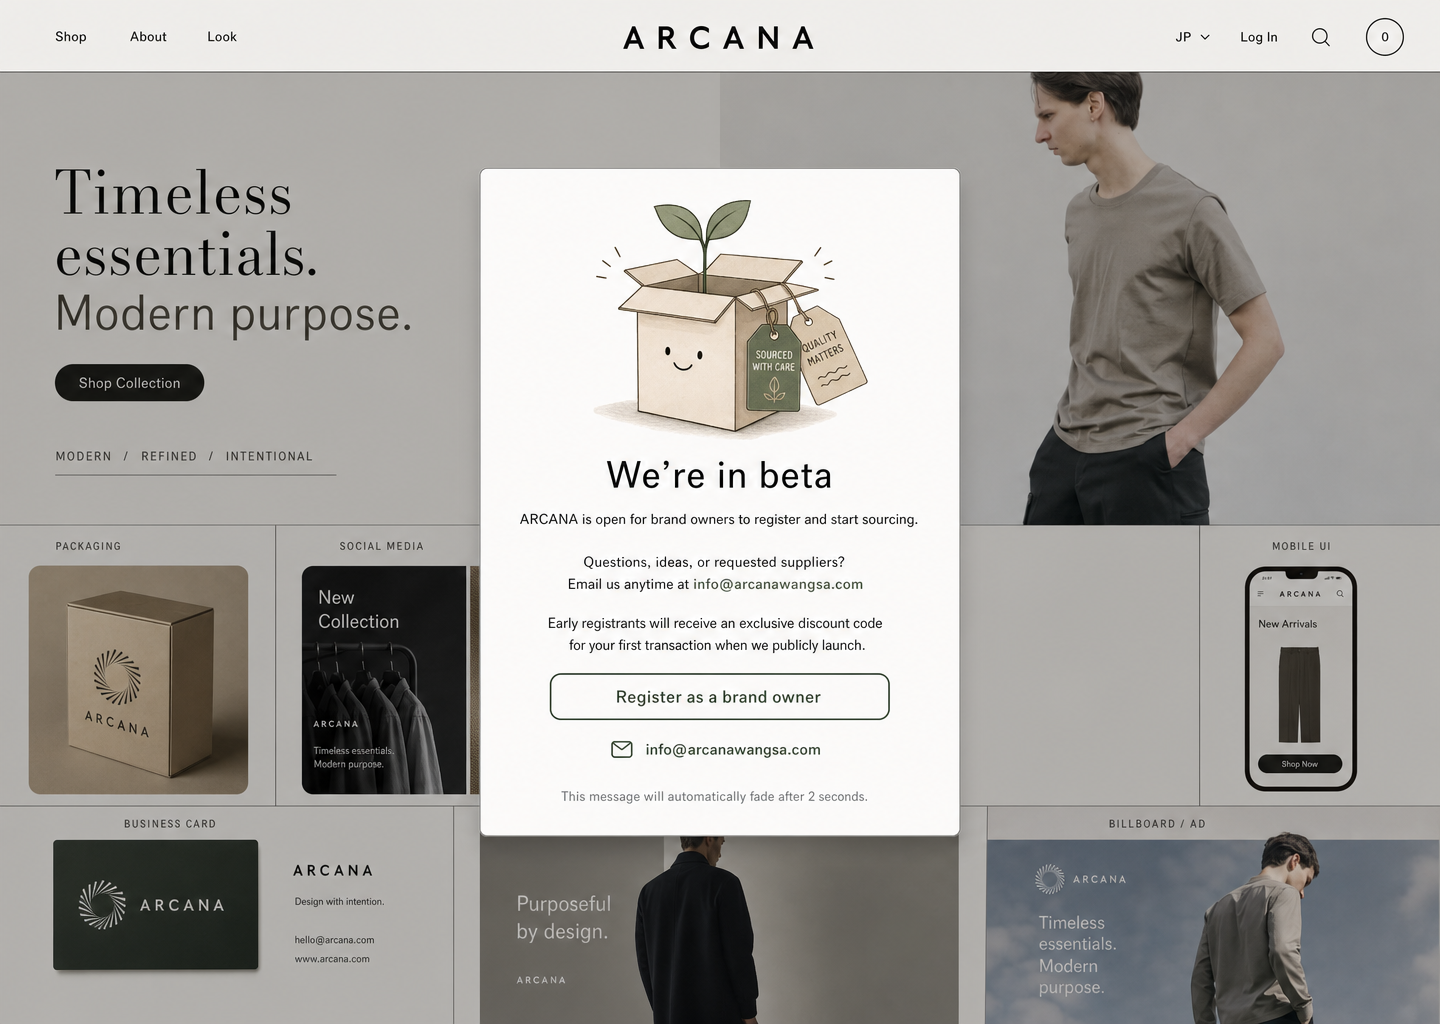 Shop
About
Look
ARCANA
JP
Log In
0
Timeless
essentials.
Modern purpose.
Shop Collection
MODERN / REFINED / INTENTIONAL
SOURCED
WITH CARE
QUALITY
MATTERS
We're in beta
ARCANA is open for brand owners to register and start sourcing.
Questions, ideas, or requested suppliers?
Email us anytime at info@arcanawangsa.com
Early registrants will receive an exclusive discount code
for your first transaction when we publicly launch.
Register as a brand owner
info@arcanawangsa.com
This message will automatically fade after 2 seconds.
PACKAGING
ARCANA
SOCIAL MEDIA
New
Collection
ARCANA
Timeless essentials.
Modern purpose.
MOBILE UI
ARCANA
New Arrivals
Shop Now
BUSINESS CARD
ARCANA
ARCANA
Design with intention.
hello@arcana.com
www.arcana.com
Purposeful
by design.
ARCANA
BILLBOARD / AD
ARCANA
Timeless
essentials.
Modern
purpose.